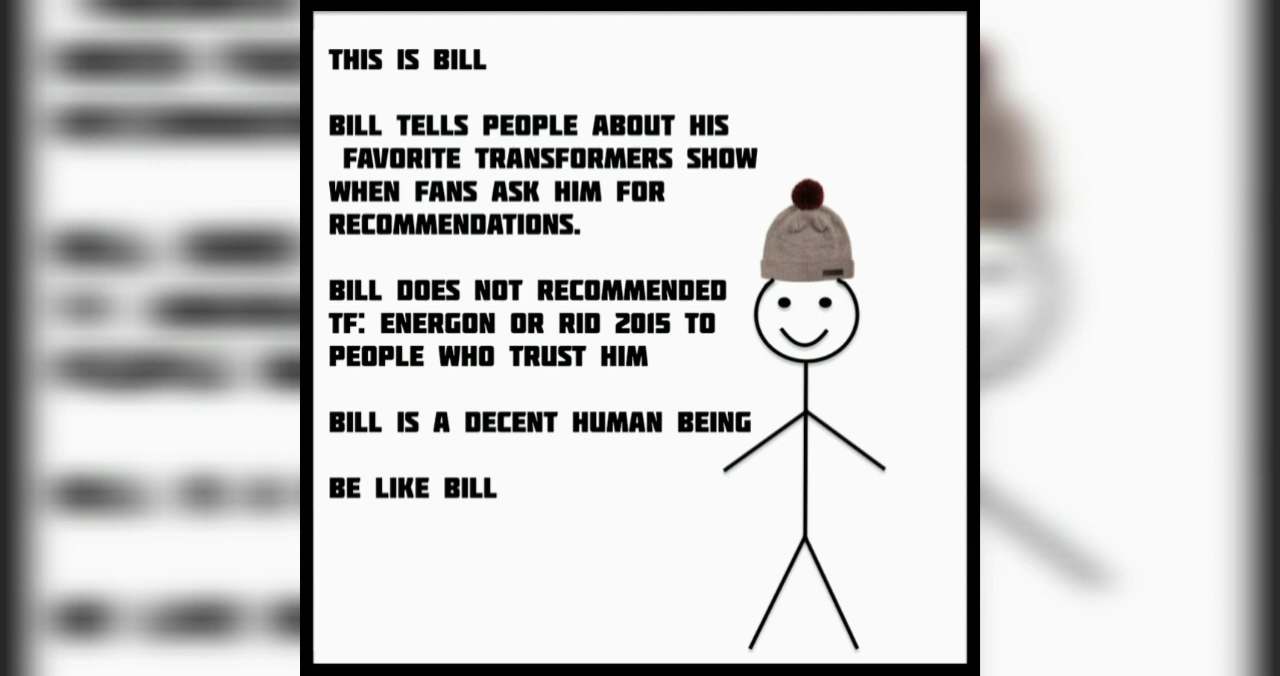 THIS IS BILL
BILL TELLS PEOPLE ABOUT HIS
FAVORITE TRANSFORMERS SHOW
WHEN FANS ASK HIM FOR
RECOMMENDATIONS.
BILL DOES NOT RECOMMENDED
TF: ENERGON OR RID 2015 TO
PEOPLE WHO TRUST HIM
BILL IS A DECENT HUMAN BEING
BE LIKE BILL